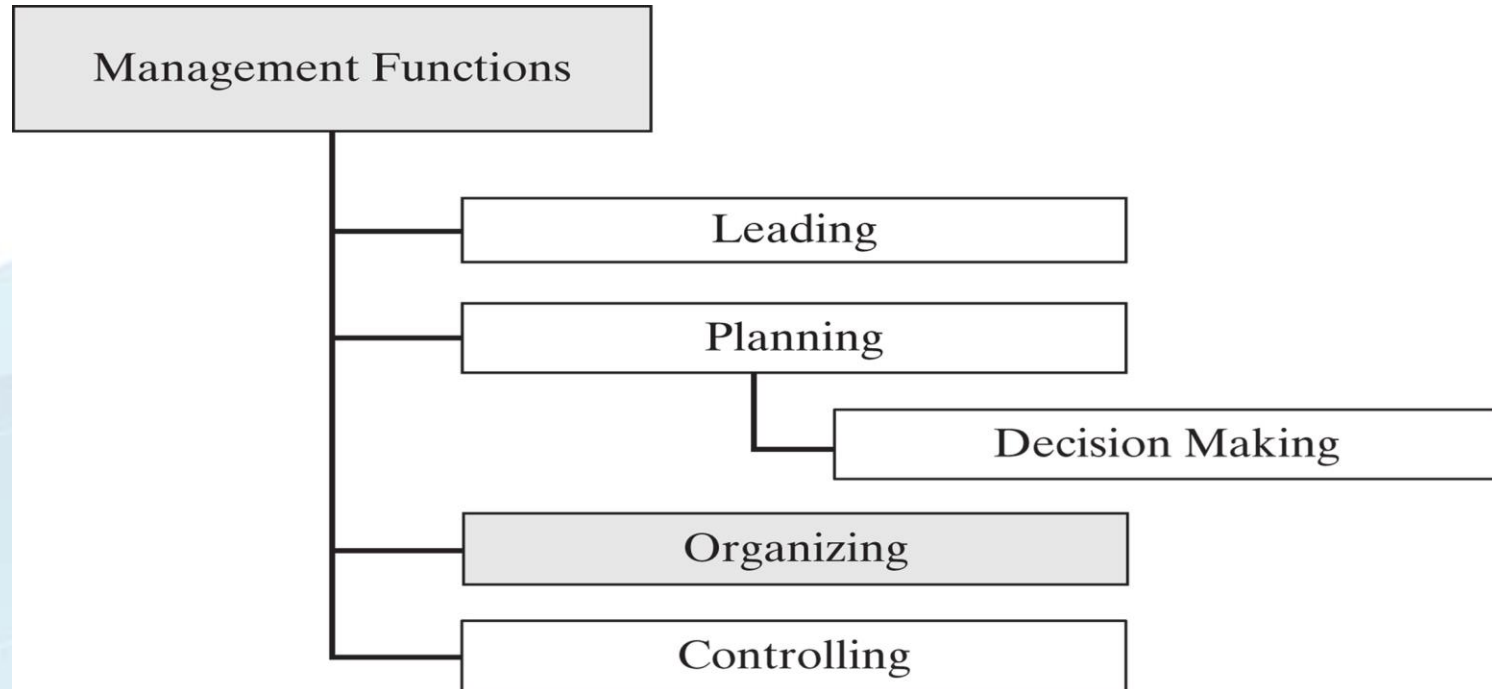 Management Functions
Leading
Planning
Decision Making
Organizing
Controlling